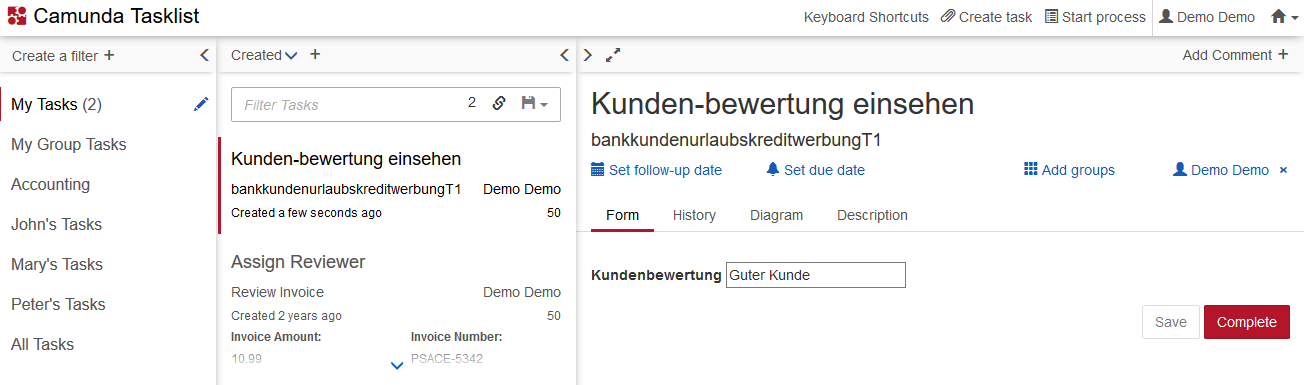 Camunda Tasklist
Keyboard Shortcuts Create task Start process Demo Demo
Create a filter +
My Tasks (2)
My Group Tasks
Accounting
John's Tasks
Mary's Tasks
Peter's Tasks
All Tasks
Created +
Filter Tasks 2
Kunden-bewertung einsehen
bankkundenurlaubskreditwerbungT1 Demo Demo
Created a few seconds ago 50
Assign Reviewer
Review Invoice Demo Demo
Created 2 years ago 50
Invoice Amount: Invoice Number:
10.99 PSACE-5342
Add Comment +
Kunden-bewertung einsehen
bankkundenurlaubskreditwerbungT1
Set follow-up date Set due date Add groups Demo Demo ×
Form History Diagram Description
Kundenbewertung Guter Kunde
Save Complete